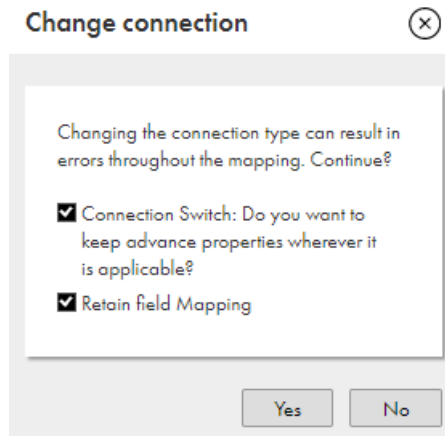 Change connection
Changing the connection type can result in
errors throughout the mapping. Continue?
Connection Switch: Do you want to
keep advance properties wherever it
is applicable?
Retain field Mapping
Yes No